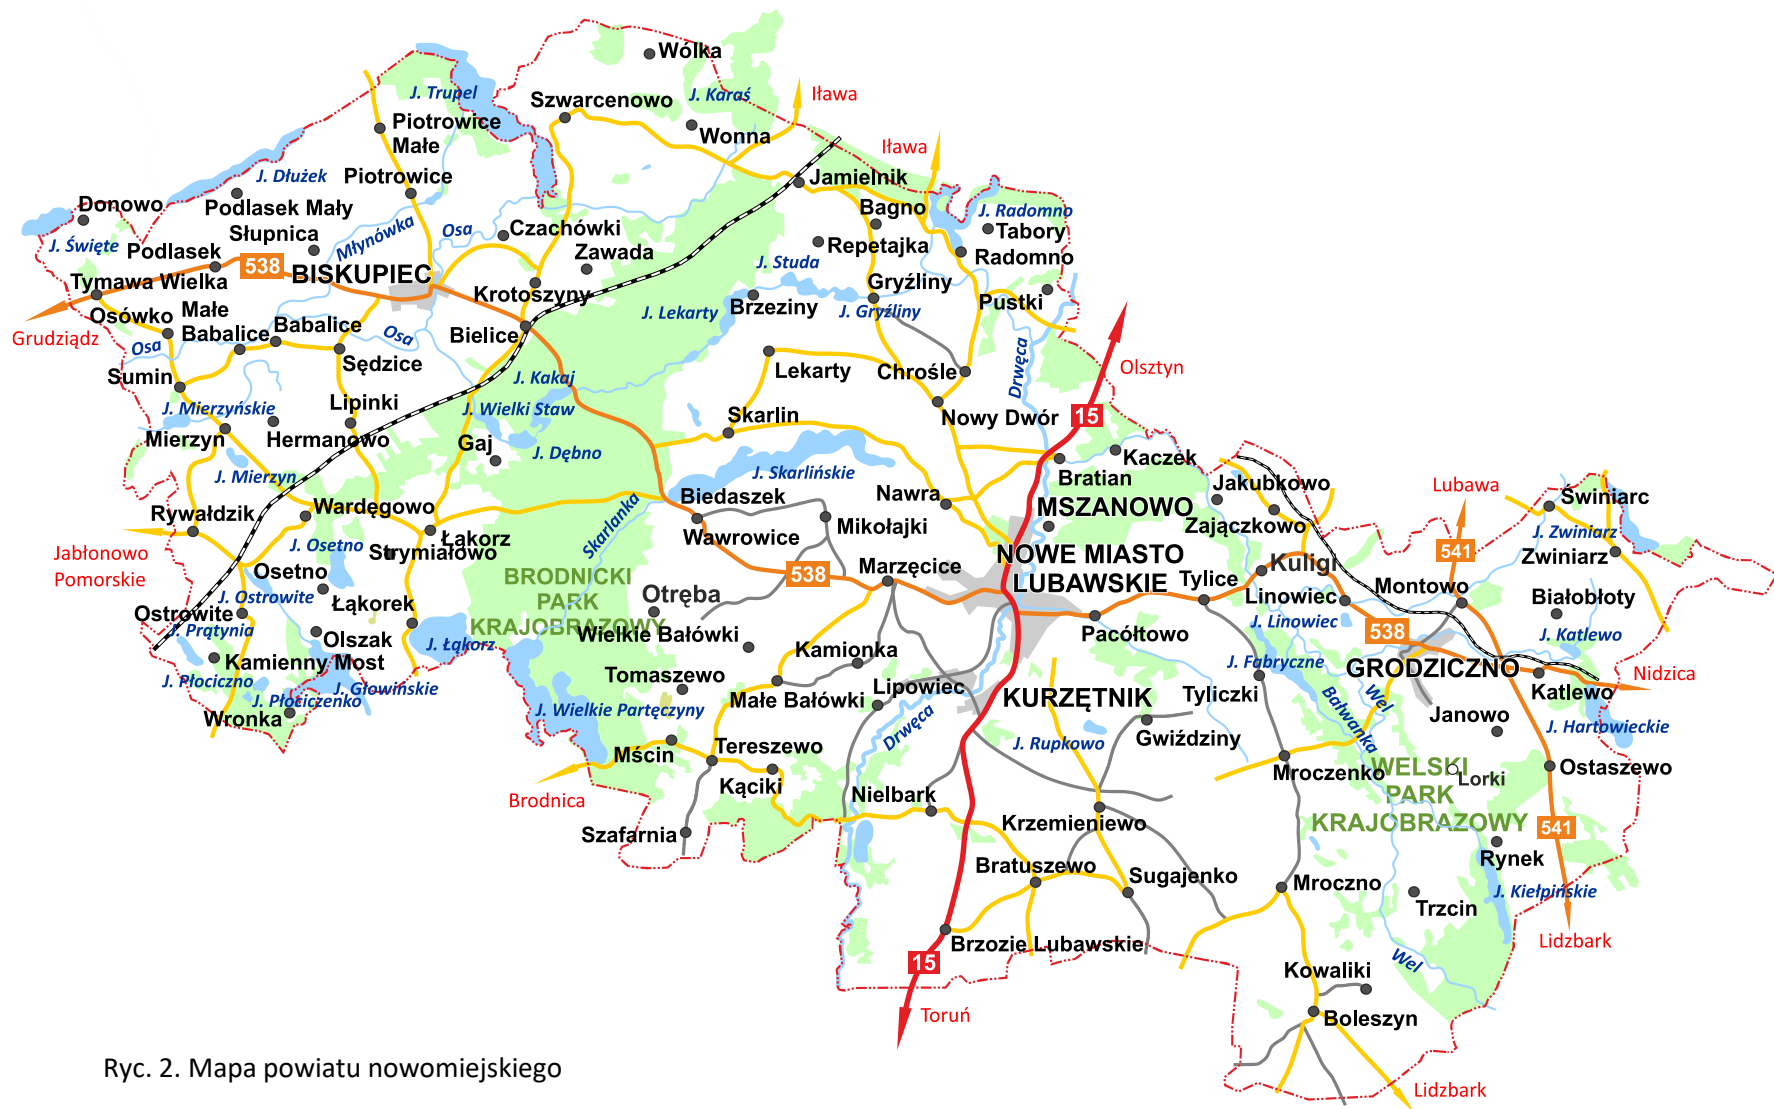 Wólka
J. Trupel
J. Karaś
Iława
Szwarcenowo
Piotrowice
Małe
Wonna
Iława
J. Dłużek
Piotrowice
Jamielnik
Donowo
Podlasek Mały
Bagno
J. Radomno
Słupnica
Młynówka
Osa
Czachówki
Tabory
J. Święte
Podlasek
Zawada
Repetajka
Radomno
538
BISKUPIEC
J. Studa
Tymawa Wielka
Krotoszyny
Gryźliny
Pustki
Osówko
Małe
Babalice
Babalice
J. Lekarty
Brzeziny
J. Gryźliny
Grudziądz
Osa
Osa
Bielice
Drwęca
Sędzice
Olsztyn
Sumin
J. Kakaj
Lekarty
Chrośle
J. Mierzyńskie
Lipinki
J. Wielki Staw
Skarlin
Nowy Dwór
15
Mierzyn
Hermanowo
Gaj
J. Dębno
Kaczek
J. Mierzyn
J. Skarlińskie
Bratian
Jakubkowo
Lubawa
Świniarc
Rywałdzik
Wardęgowo
Biedaszek
Nawra
MSZANOWO
Zajączkowo
J. Zwiniarz
Jabłonowo
Pomorskie
J. Osetno
Strymiałowo
Łąkorz
Skarlanka
Wawrowice
Mikołajki
NOWE MIASTO
LUBAWSKIE
Kuligi
541
Zwiniarz
Osetno
BRODNICKI
PARK
KRAJOBRAZOWY
538
Marzęcice
Tylice
Montowo
J. Ostrowite
Łąkorek
Otręba
Linowiec
Białobłoty
Ostrowite
J. Prątynia
Olszak
J. Łąkorz
Wielkie Bałówki
Pacółtowo
J. Linowiec
538
J. Katlewo
Kamienny Most
Kamionka
J. Fabryczne
GRODZICZNO
Nidzica
J. Płociczno
J. Głowińskie
Tomaszewo
Lipowiec
Tyliczki
Katlewo
J. Płociczenko
Małe Bałówki
KURZĘTNIK
Wel
Wronka
J. Wielkie Partęczyny
Drwęca
Bałwanka
Janowo
J. Hartowieckie
Mścin
Tereszewo
J. Rupkowo
Gwiździny
Mroczenko
WELSKI
PARK
KRAJOBRAZOWY
Lorki
Ostaszewo
Brodnica
Kąciki
Nielbark
Szafarnia
Krzemieniewo
541
Rynek
Bratuszewo
Sugajenko
Mroczno
J. Kiełpińskie
Trzcin
Brzozie Lubawskie
Lidzbark
15
Wel
Kowaliki
Toruń
Boleszyn
Ryc. 2. Mapa powiatu nowomiejskiego
Lidzbark